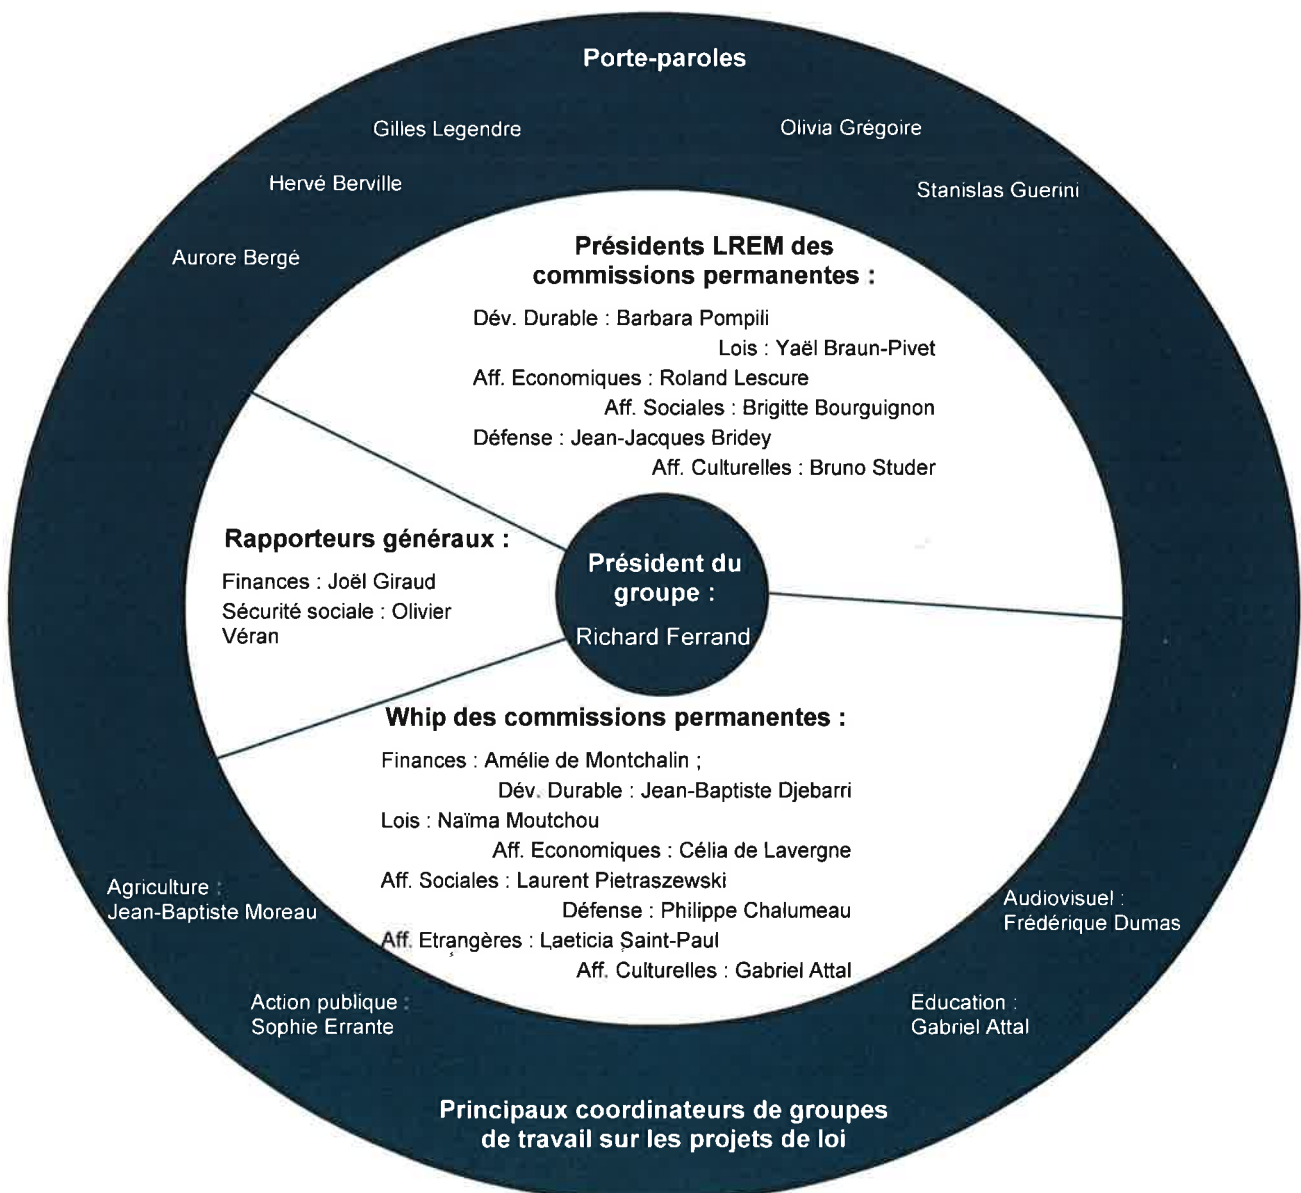 Porte-paroles
Gilles Legendre
Olivia Grégoire
Hervé Berville
Stanislas Guerini
Aurore Bergé
Présidents LREM des
commissions permanentes :
Dév. Durable : Barbara Pompili
Lois : Yaël Braun-Pivet
Aff. Economiques : Roland Lescure
Aff. Sociales : Brigitte Bourguignon
Défense : Jean-Jacques Bridey
Aff. Culturelles : Bruno Studer
Rapporteurs généraux :
Finances : Joël Giraud
Sécurité sociale : Olivier
Véran
Président du
groupe :
Richard Ferrand
Whip des commissions permanentes :
Finances : Amélie de Montchalin ;
Dév. Durable : Jean-Baptiste Djebarri
Lois : Naïma Moutchou
Aff. Economiques : Célia de Lavergne
Aff. Sociales : Laurent Pietraszewski
Défense : Philippe Chalumeau
Aff. Etrangères : Laeticia Saint-Paul
Aff. Culturelles : Gabriel Attal
Agriculture :
Jean-Baptiste Moreau
Audiovisuel :
Frédérique Dumas
Action publique :
Sophie Errante
Education :
Gabriel Attal
Principaux coordinateurs de groupes
de travail sur les projets de loi